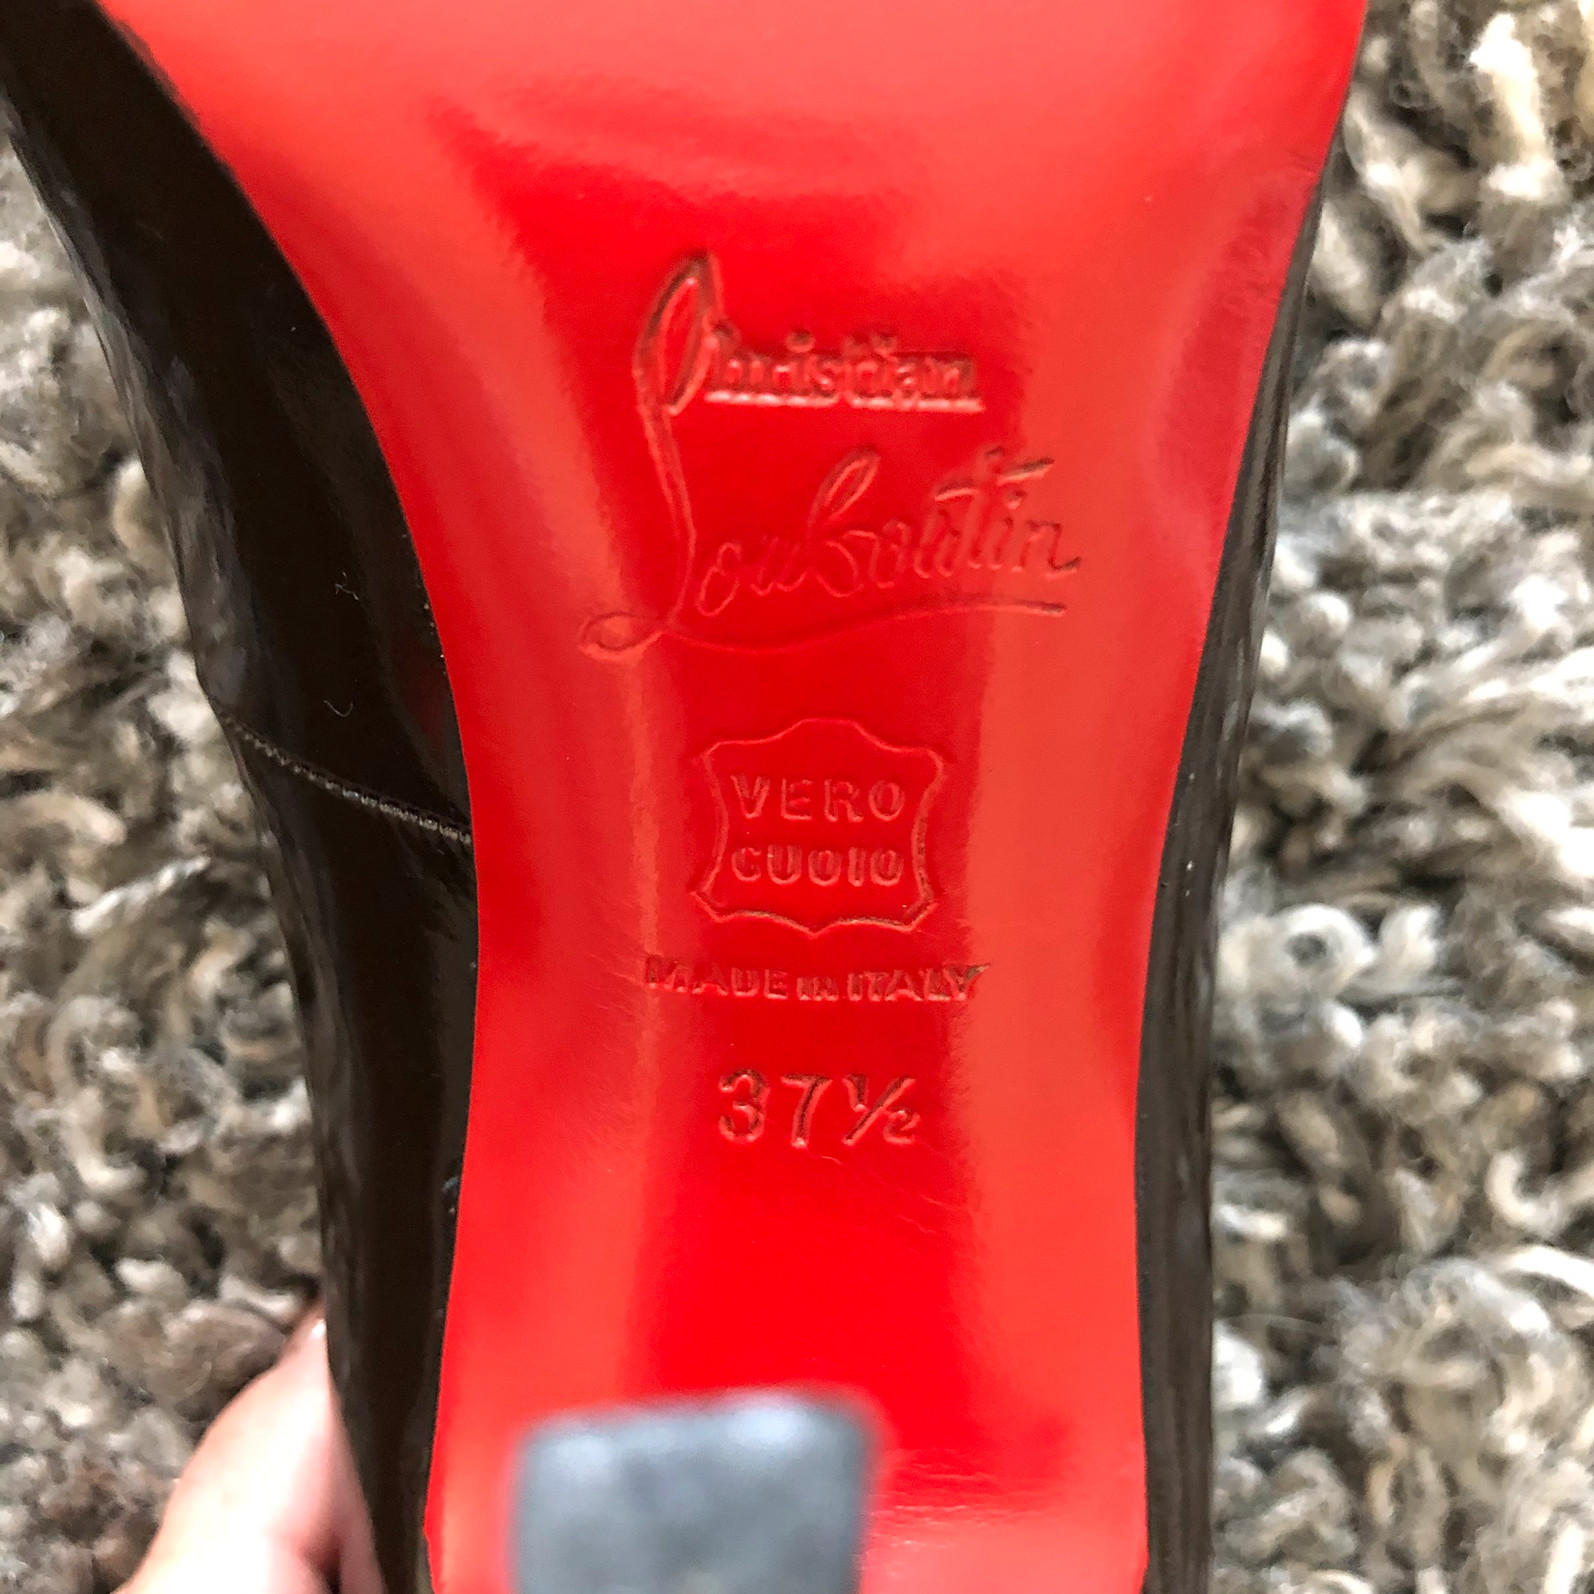 Christian
Louboutin
VERO
CUOIO
MADE in ITALY
37½